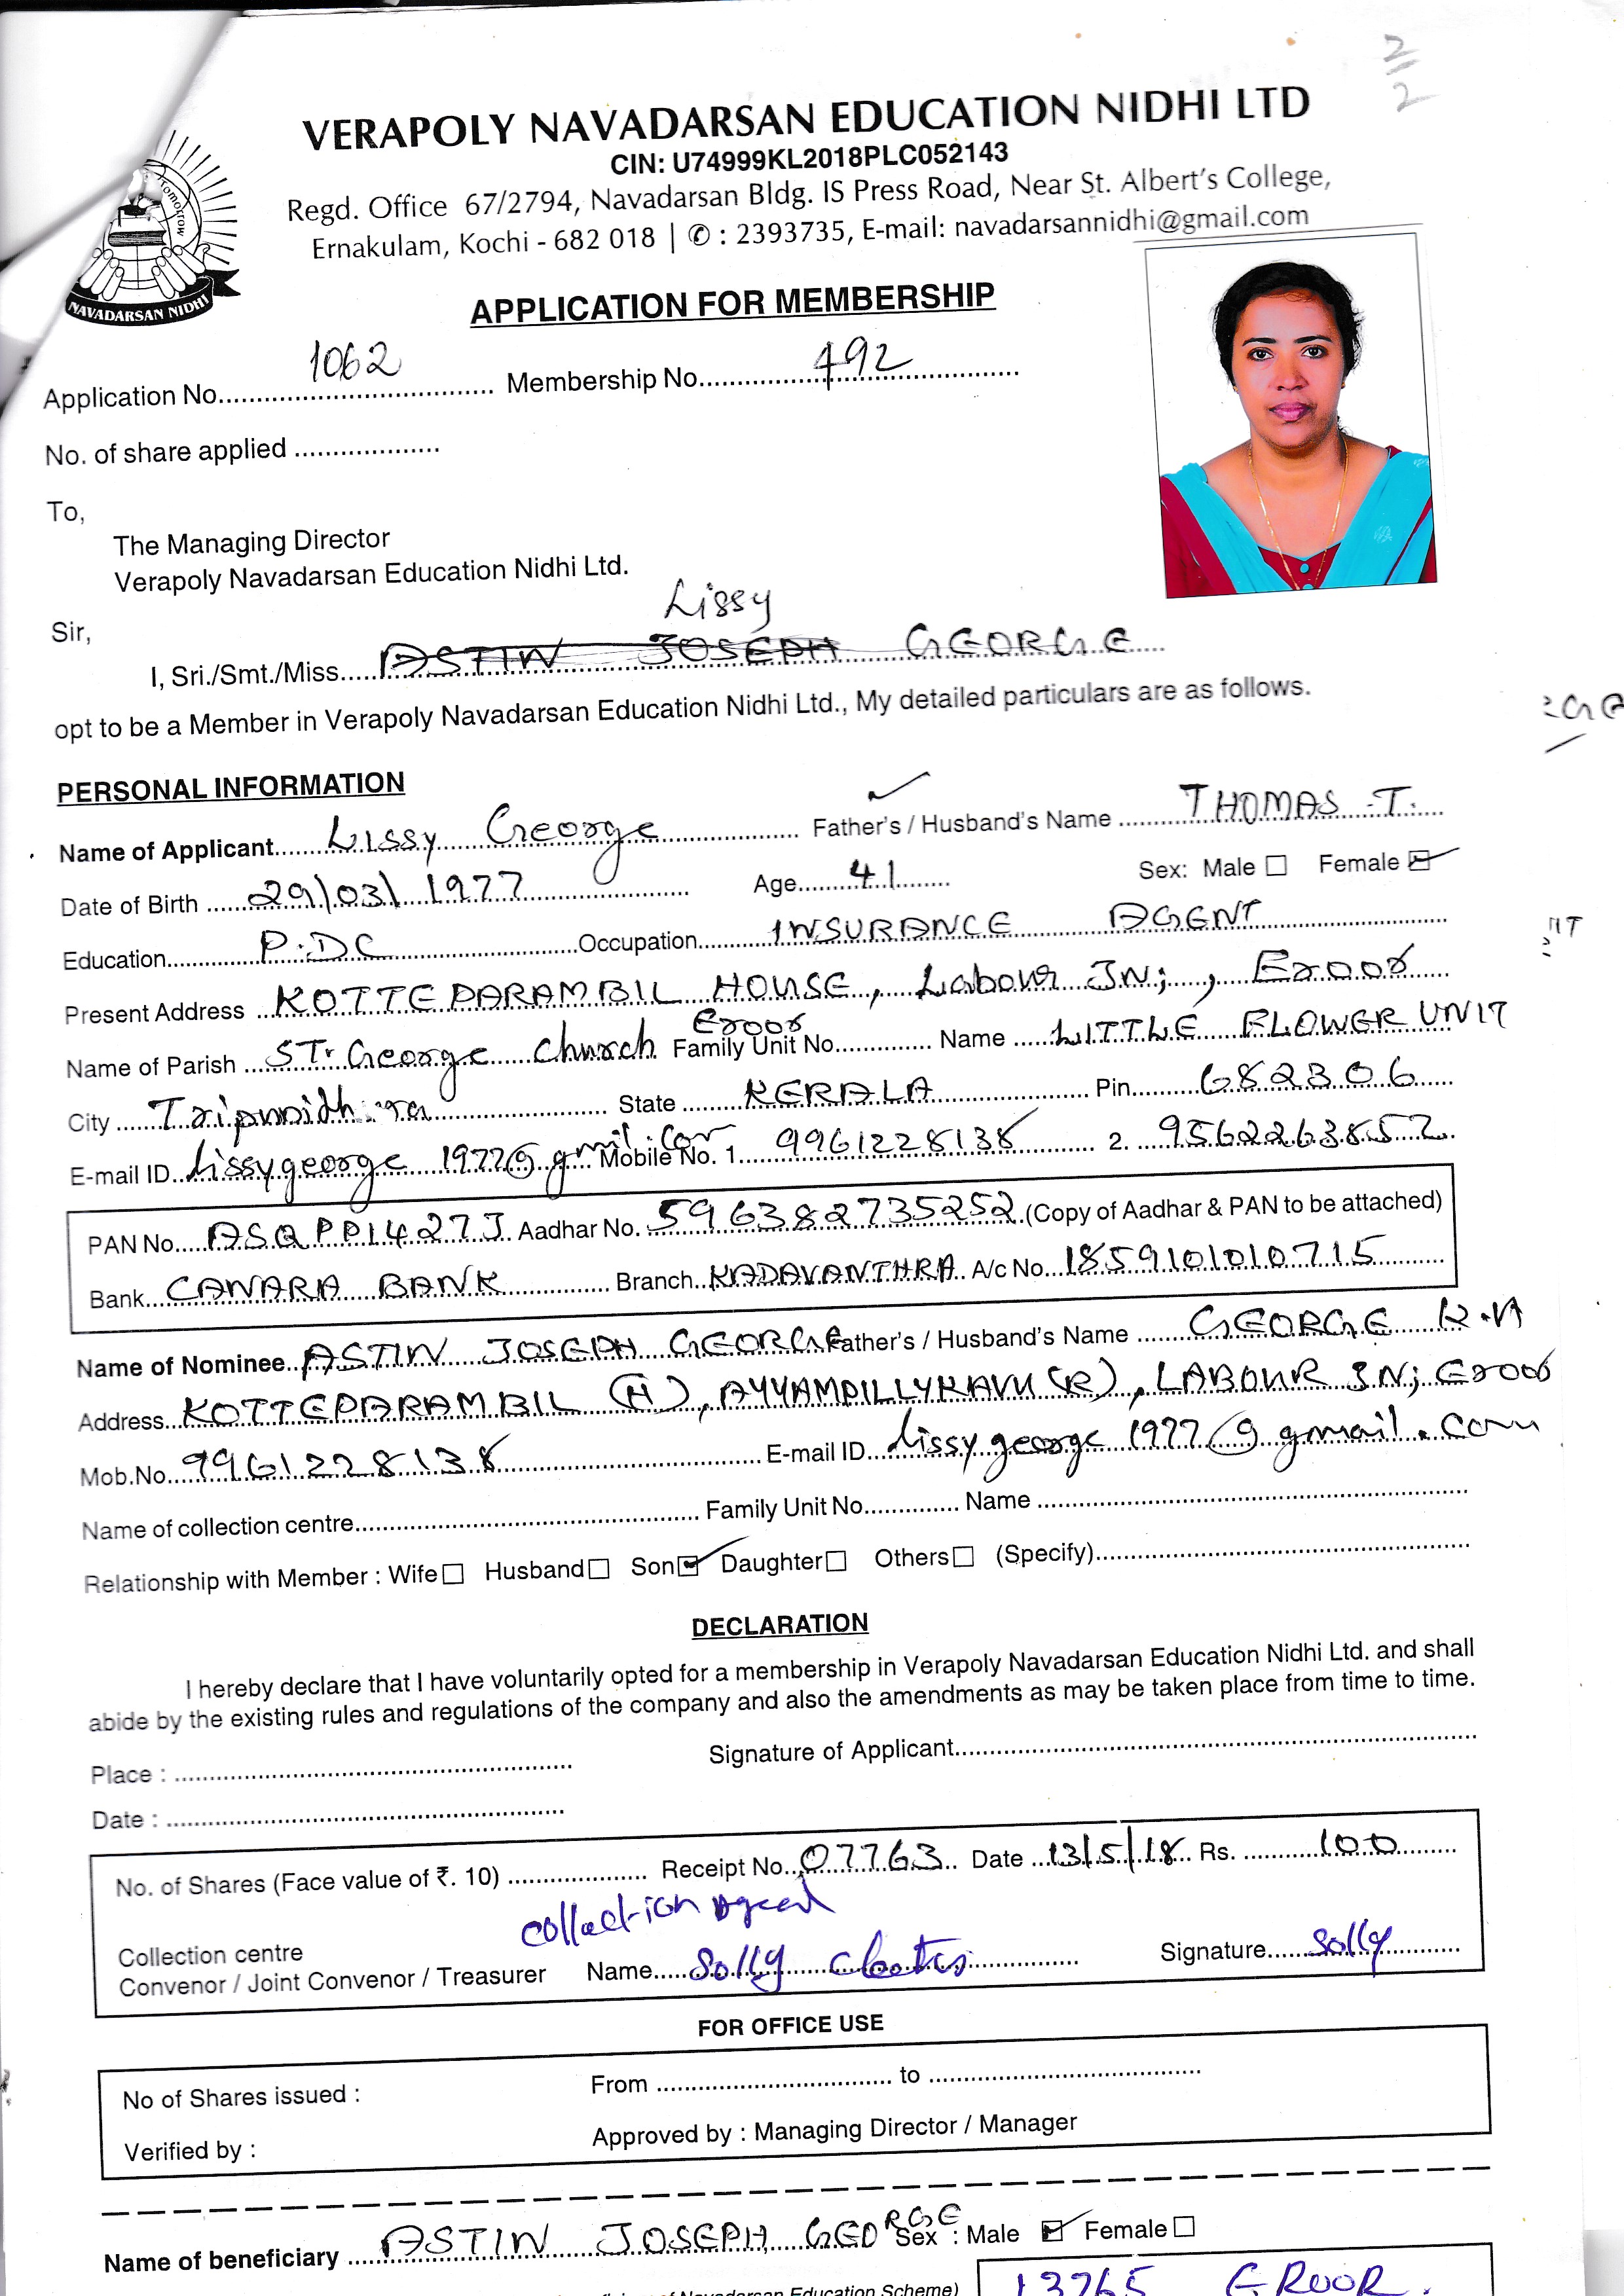 2/2
VERAPOLY NAVADARSAN EDUCATION NIDHI LTD
CIN: U74999KL2018PLC052143
Regd. Office 67/2794, Navadarsan Bldg. IS Press Road, Near St. Albert's College,
Ernakulam, Kochi - 682 018 | ✆ : 2393735, E-mail: navadarsannidhi@gmail.com
Tomorrow
NAVADARSAN NIDHI
APPLICATION FOR MEMBERSHIP
Application No. 1062 Membership No. 492
No. of share applied ...................
To,
The Managing Director
Verapoly Navadarsan Education Nidhi Ltd.
Lissy
Sir,
I, Sri./Smt./Miss. ASTIN JOSEPH GEORGE
opt to be a Member in Verapoly Navadarsan Education Nidhi Ltd., My detailed particulars are as follows.
PERSONAL INFORMATION
Name of Applicant Lissy George Father's / Husband's Name THOMAS .T.
Date of Birth 29/03/1977 Age 41 Sex: Male ☐ Female ☑
Education P.DC Occupation INSURANCE AGENT
Present Address KOTTEPARAMBIL HOUSE, Labour JN;, Eroor
Name of Parish ST. George Church Eroor Family Unit No. Name LITTLE FLOWER UNIT
City Tripunidhura State KERALA Pin 682306
E-mail ID lissygeorge 1977@gmil.com Mobile No. 1. 9961228138 2. 9562263852
PAN No. ASQPP1427J Aadhar No. 596382735252 (Copy of Aadhar & PAN to be attached)
Bank CANARA BANK Branch KADAVANTHRA A/c No. 1859101010715
Name of Nominee ASTIN JOSEPH GEORGE Father's / Husband's Name GEORGE K.A
Address KOTTEPARAMBIL (H), AYYAMPILLYKAVU (R), LABOUR JN; Eroor
Mob.No. 9961228138 E-mail ID lissygeorge 1977@gmail.com
Name of collection centre Family Unit No. Name
Relationship with Member : Wife ☐ Husband ☐ Son ☑ Daughter ☐ Others ☐ (Specify)
DECLARATION
I hereby declare that I have voluntarily opted for a membership in Verapoly Navadarsan Education Nidhi Ltd. and shall
abide by the existing rules and regulations of the company and also the amendments as may be taken place from time to time.
Place : Signature of Applicant
Date :
No. of Shares (Face value of ₹. 10) Receipt No. 07763 Date 13/5/18 Rs. 100
collection
Collection centre
Convenor / Joint Convenor / Treasurer Name Solly Signature Solly
FOR OFFICE USE
No of Shares issued : From to
Verified by : Approved by : Managing Director / Manager
Name of beneficiary ASTIN JOSEPH GEORGE Sex : Male ☑ Female ☐
of Navadarsan Education Scheme) 13765 EROOR